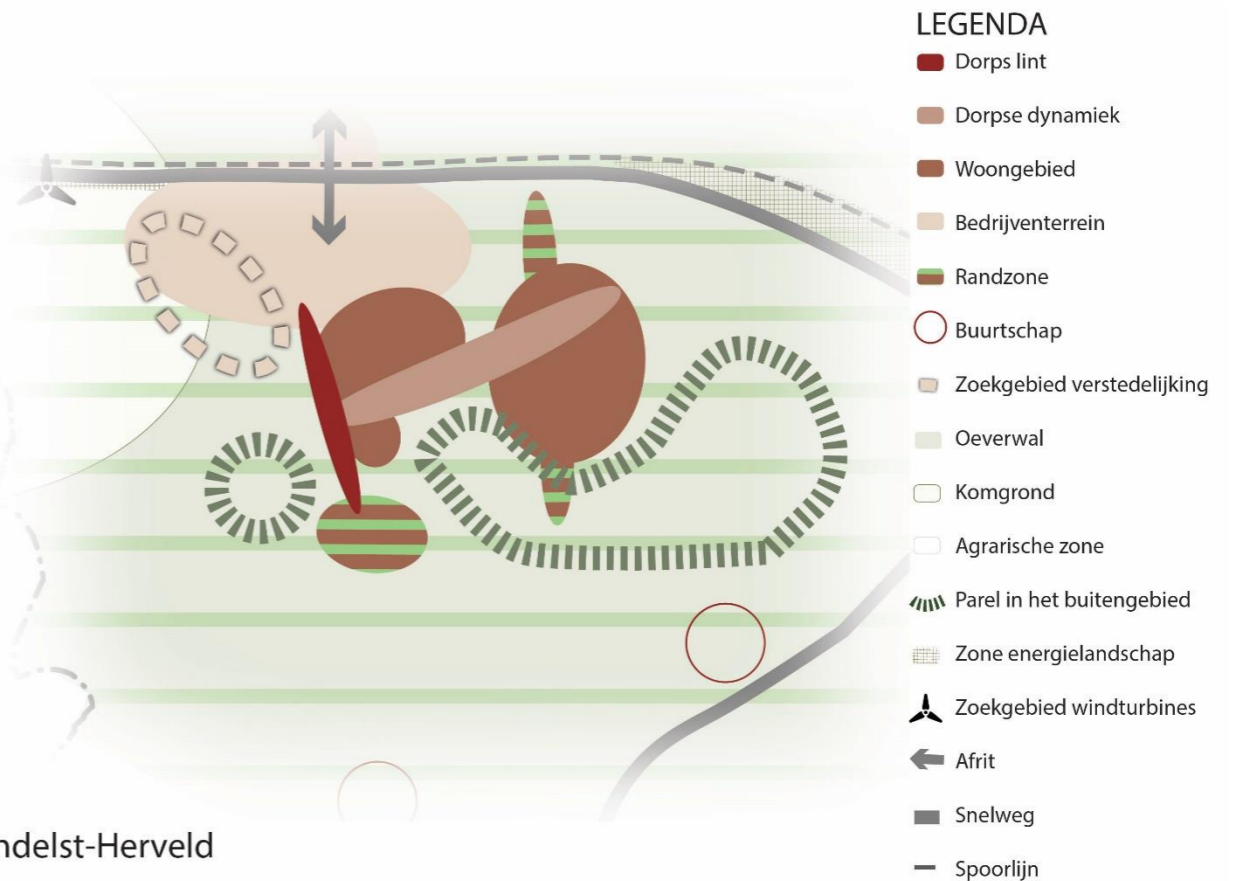 LEGENDA
Dorps lint
Dorpse dynamiek
Woongebied
Bedrijventerrein
Randzone
Buurtschap
Zoekgebied verstedelijking
Oeverwal
Komgrond
Agrarische zone
Parel in het buitengebied
Zone energielandschap
Zoekgebied windturbines
Afrit
Snelweg
Spoorlijn
ndelst-Herveld